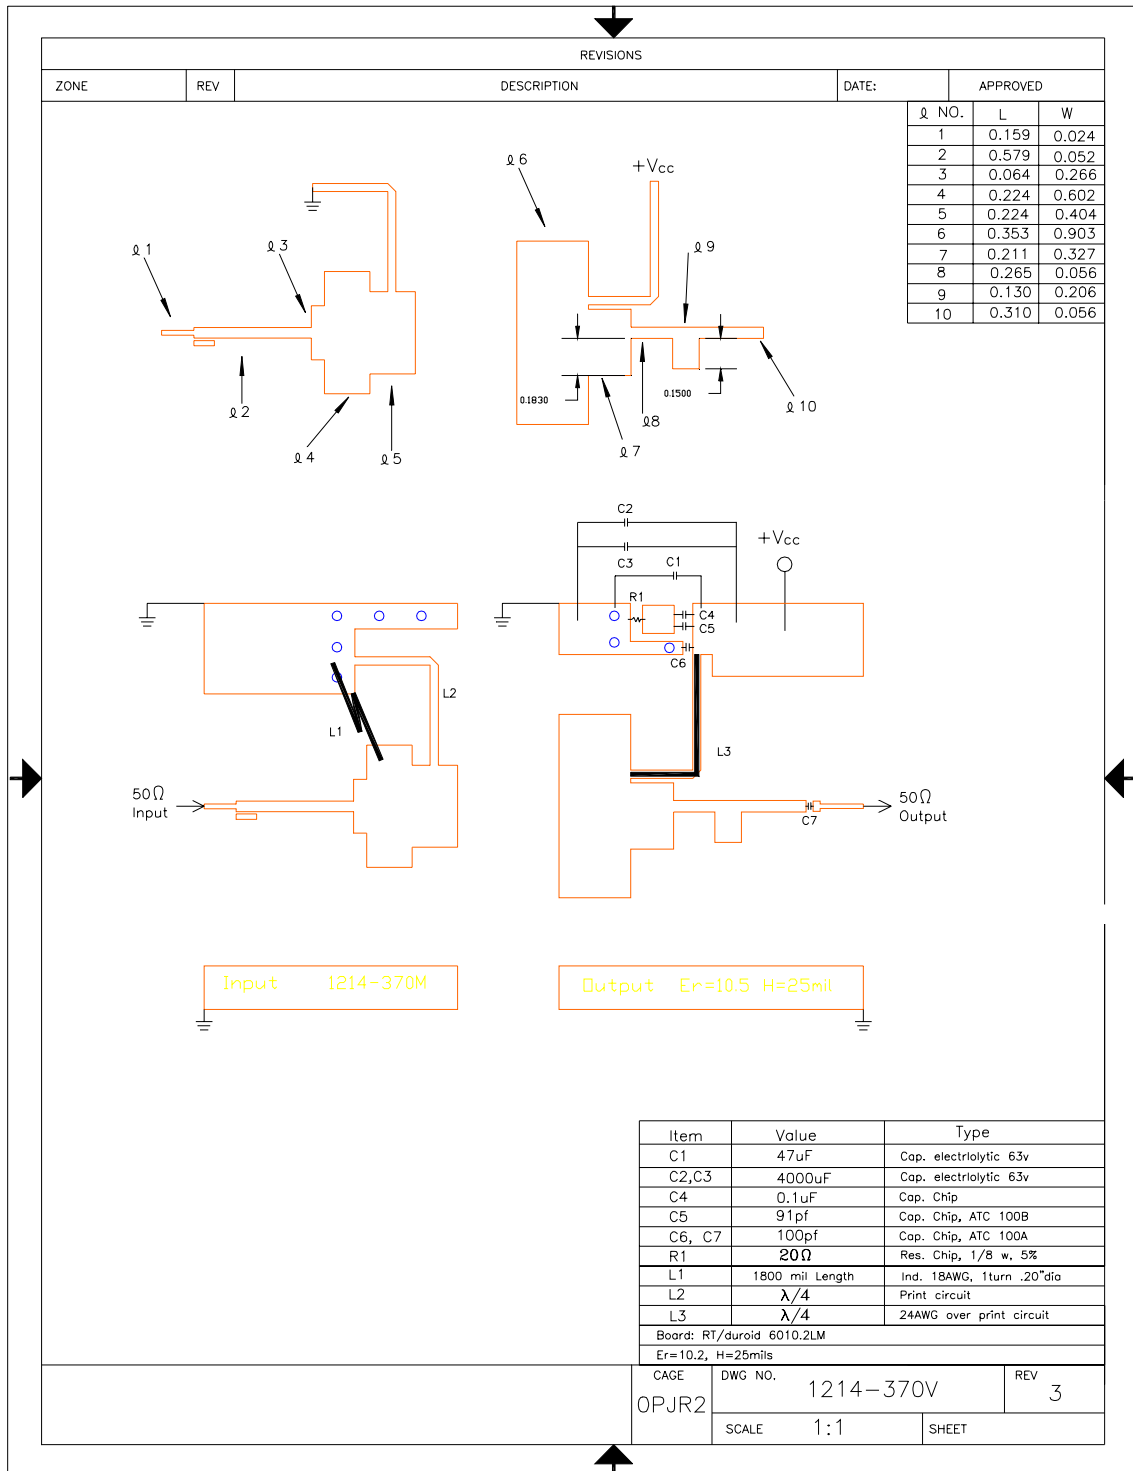 REVISIONS
ZONE REV DESCRIPTION DATE: APPROVED
ℓ NO. L W
1 0.159 0.024
2 0.579 0.052
3 0.064 0.266
4 0.224 0.602
5 0.224 0.404
6 0.353 0.903
7 0.211 0.327
8 0.265 0.056
9 0.130 0.206
10 0.310 0.056
ℓ 1
ℓ 3
ℓ 2
ℓ 4
ℓ 5
ℓ 6
+Vcc
ℓ 9
0.1830
0.1500
ℓ8
ℓ 7
ℓ 10
C2
C3
C1
+Vcc
R1
C4
C5
C6
L2
L1
L3
50Ω
Input
C7
50Ω
Output
Input 1214-370M
Output Er=10.5 H=25mil
Item Value Type
C1 47uF Cap. electrlolytic 63v
C2,C3 4000uF Cap. electrlolytic 63v
C4 0.1uF Cap. Chip
C5 91pf Cap. Chip, ATC 100B
C6, C7 100pf Cap. Chip, ATC 100A
R1 20Ω Res. Chip, 1/8 w, 5%
L1 1800 mil Length Ind. 18AWG, 1turn .20"dia
L2 λ/4 Print circuit
L3 λ/4 24AWG over print circuit
Board: RT/duroid 6010.2LM
Er=10.2, H=25mils
CAGE DWG NO. REV
OPJR2 1214-370V 3
SCALE 1:1 SHEET